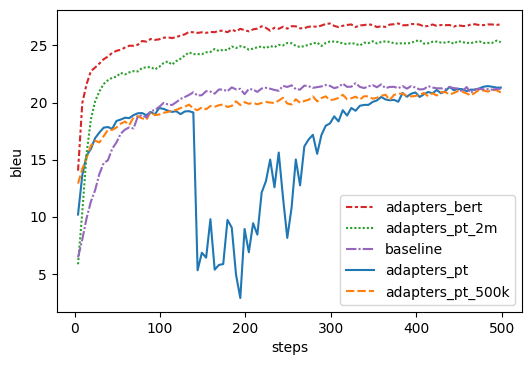 25
20
15
10
5
bleu
adapters_bert
adapters_pt_2m
baseline
adapters_pt
adapters_pt_500k
0 100 200 300 400 500
steps